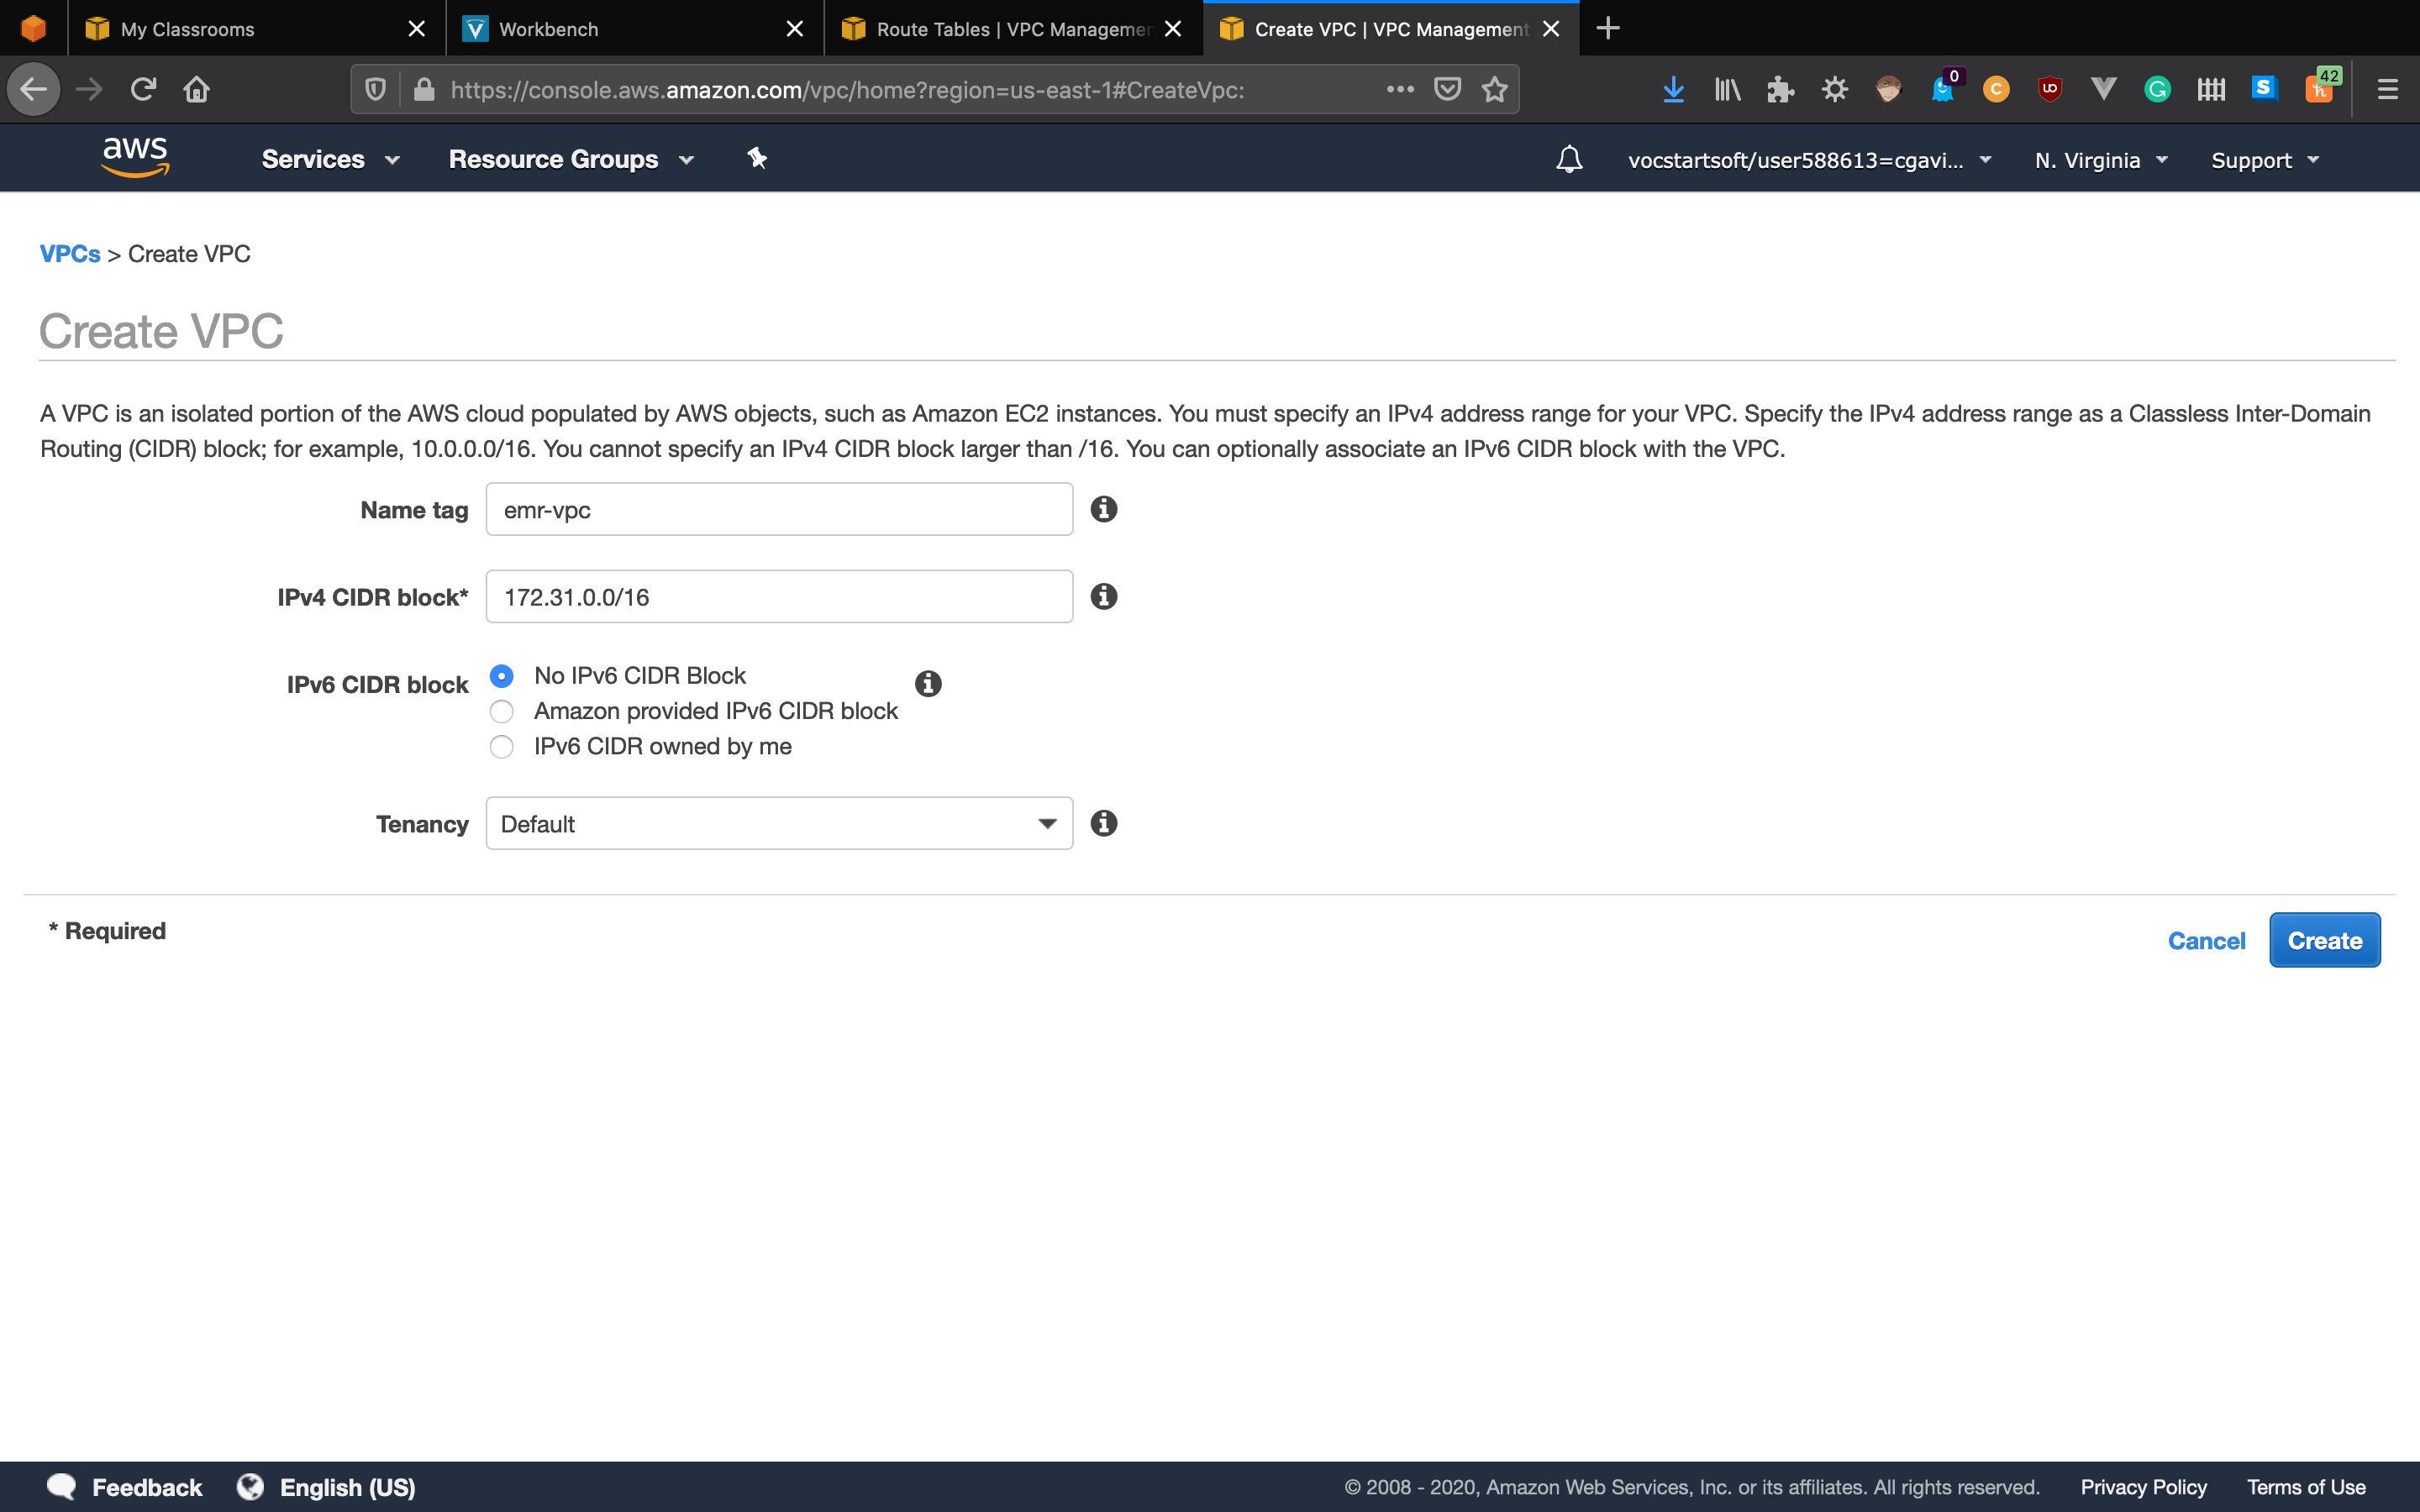 My Classrooms
Workbench
Route Tables | VPC Managemen
Create VPC | VPC Management
https://console.aws.amazon.com/vpc/home?region=us-east-1#CreateVpc:
0
42
aws
Services
Resource Groups
vocstartsoft/user588613=cgavi...
N. Virginia
Support
VPCs > Create VPC
Create VPC
A VPC is an isolated portion of the AWS cloud populated by AWS objects, such as Amazon EC2 instances. You must specify an IPv4 address range for your VPC. Specify the IPv4 address range as a Classless Inter-Domain
Routing (CIDR) block; for example, 10.0.0.0/16. You cannot specify an IPv4 CIDR block larger than /16. You can optionally associate an IPv6 CIDR block with the VPC.
Name tag emr-vpc
IPv4 CIDR block* 172.31.0.0/16
IPv6 CIDR block
No IPv6 CIDR Block
Amazon provided IPv6 CIDR block
IPv6 CIDR owned by me
Tenancy Default
* Required
Cancel
Create
Feedback
English (US)
© 2008 - 2020, Amazon Web Services, Inc. or its affiliates. All rights reserved.
Privacy Policy
Terms of Use